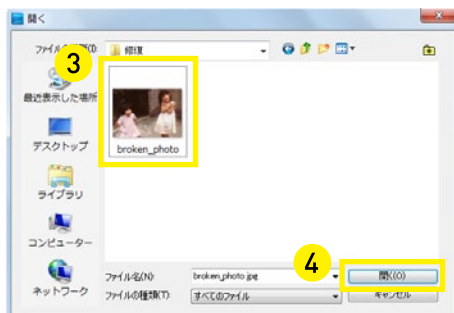 開く
ファイルの場所(I):
修復
3
最近表示した場所
デスクトップ
ライブラリ
コンピューター
ネットワーク
broken_photo
4
ファイル名(N):
broken_photo.jpg
開く(O)
ファイルの種類(T):
すべてのファイル
キャンセル